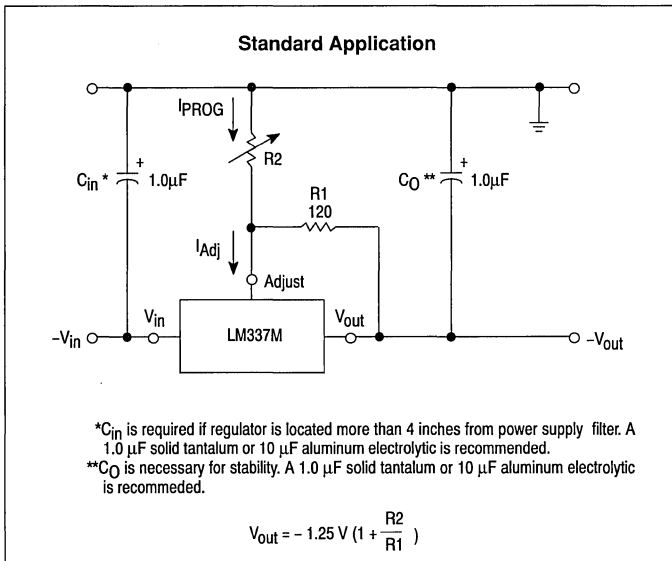 Standard Application
IPROG
R2
Cin *
+
1.0µF
CO **
+
1.0µF
R1
120
IAdj
Adjust
Vin
Vout
–Vin
LM337M
–Vout
*Cin is required if regulator is located more than 4 inches from power supply filter. A
1.0 µF solid tantalum or 10 µF aluminum electrolytic is recommended.
**CO is necessary for stability. A 1.0 µF solid tantalum or 10 µF aluminum electrolytic
is recommeded.
Vout = – 1.25 V (1 + R2/R1 )